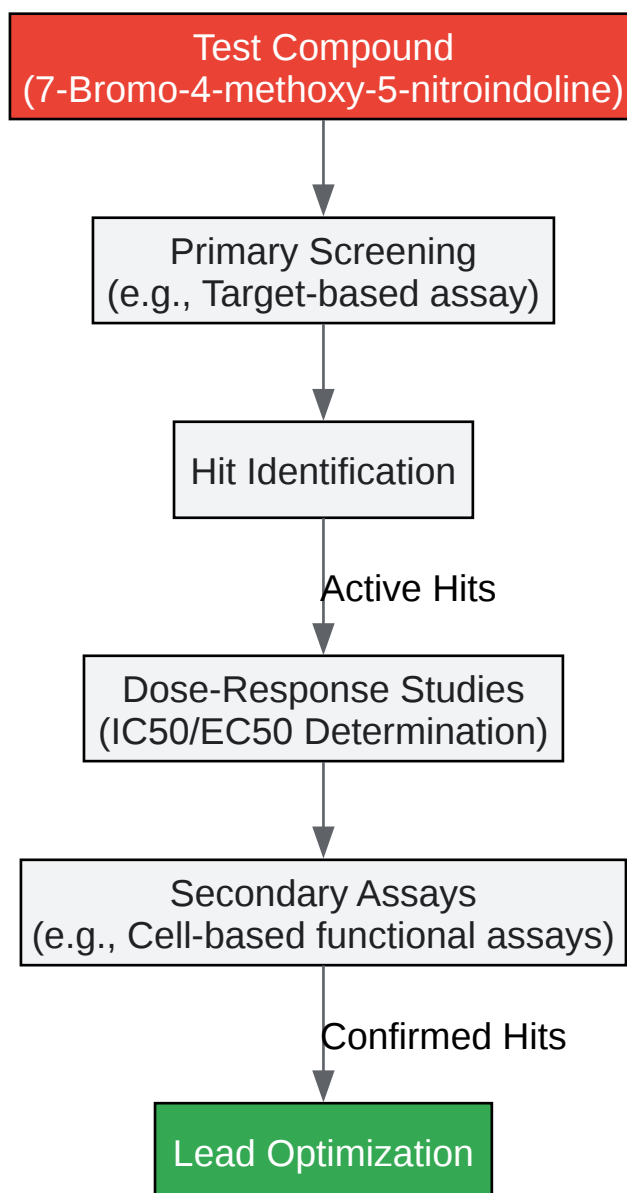 Test Compound
(7-Bromo-4-methoxy-5-nitroindoline)
Primary Screening
(e.g., Target-based assay)
Hit Identification
Active Hits
Dose-Response Studies
(IC50/EC50 Determination)
Secondary Assays
(e.g., Cell-based functional assays)
Confirmed Hits
Lead Optimization